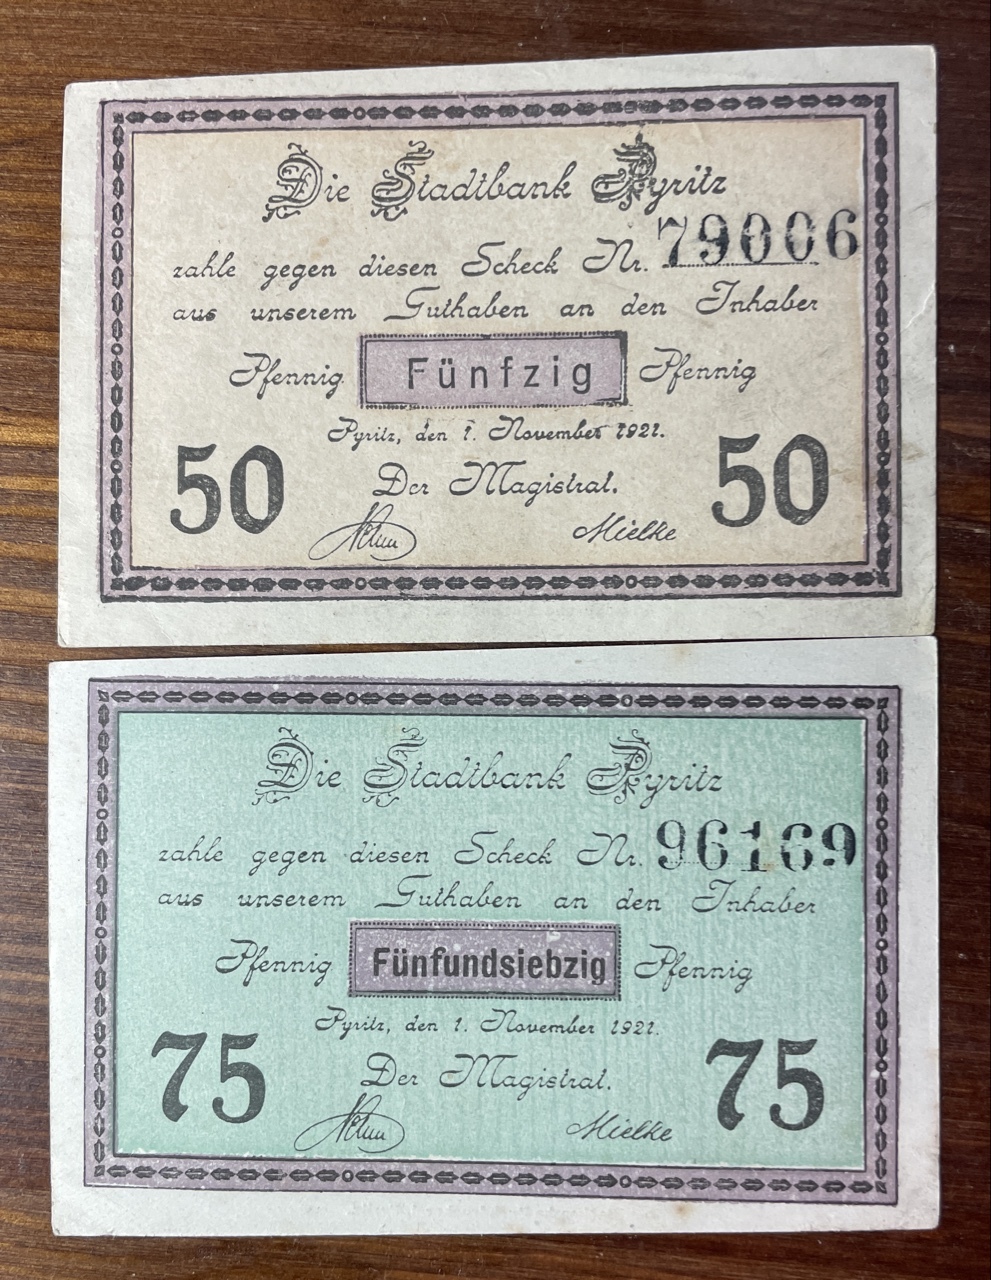 Die Stadtbank Pyritz
zahle gegen diesen Scheck Nr. 79006
aus unserem Guthaben an den Inhaber
Pfennig Fünfzig Pfennig
Pyritz, den 1. November 1921.
50 Der Magistrat. 50
Mielke
Die Stadtbank Pyritz
zahle gegen diesen Scheck Nr. 96169
aus unserem Guthaben an den Inhaber
Pfennig Fünfundsiebzig Pfennig
Pyritz, den 1. November 1921.
75 Der Magistrat. 75
Mielke